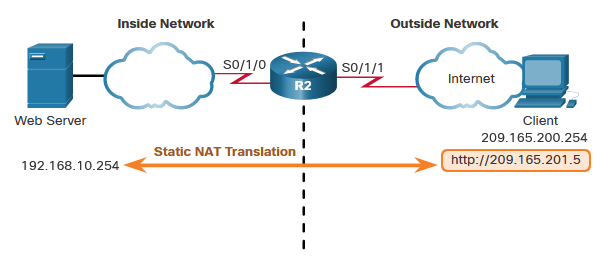 Inside Network
Outside Network
S0/1/0
S0/1/1
R2
Internet
Web Server
Client
209.165.200.254
Static NAT Translation
192.168.10.254
http://209.165.201.5